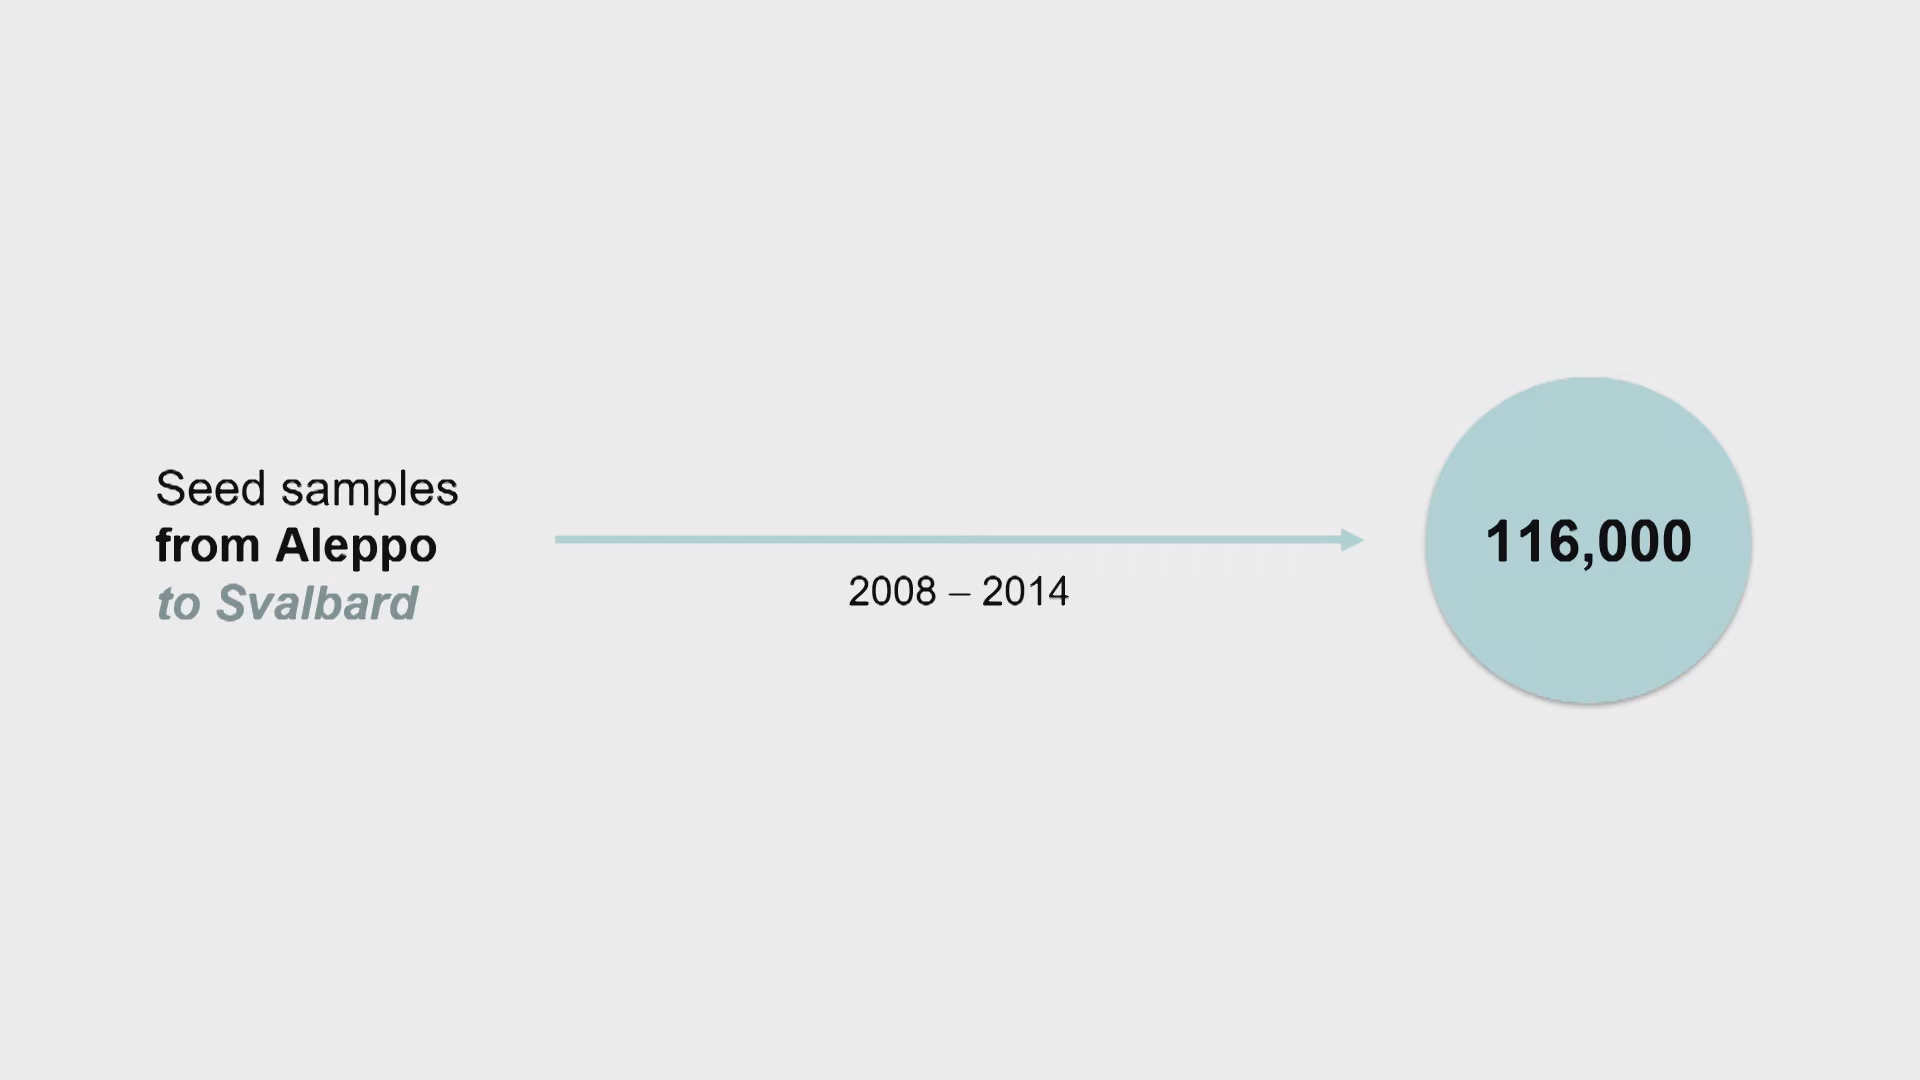 Seed samples
from Aleppo
to Svalbard
2008 – 2014
116,000